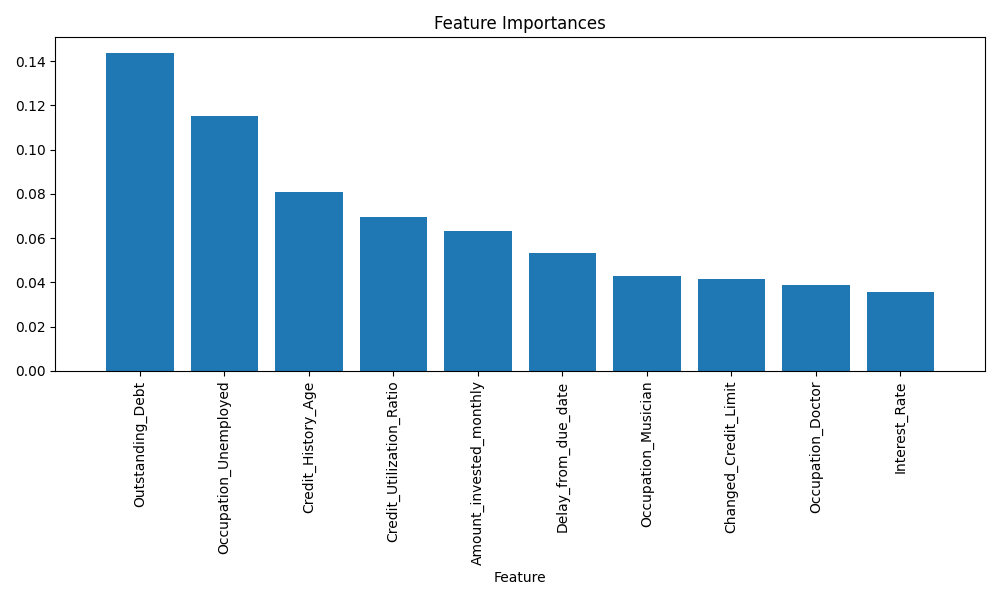 Feature Importances
0.14
0.12
0.10
0.08
0.06
0.04
0.02
0.00
Outstanding_Debt
Occupation_Unemployed
Credit_History_Age
Credit_Utilization_Ratio
Amount_invested_monthly
Delay_from_due_date
Occupation_Musician
Changed_Credit_Limit
Occupation_Doctor
Interest_Rate
Feature